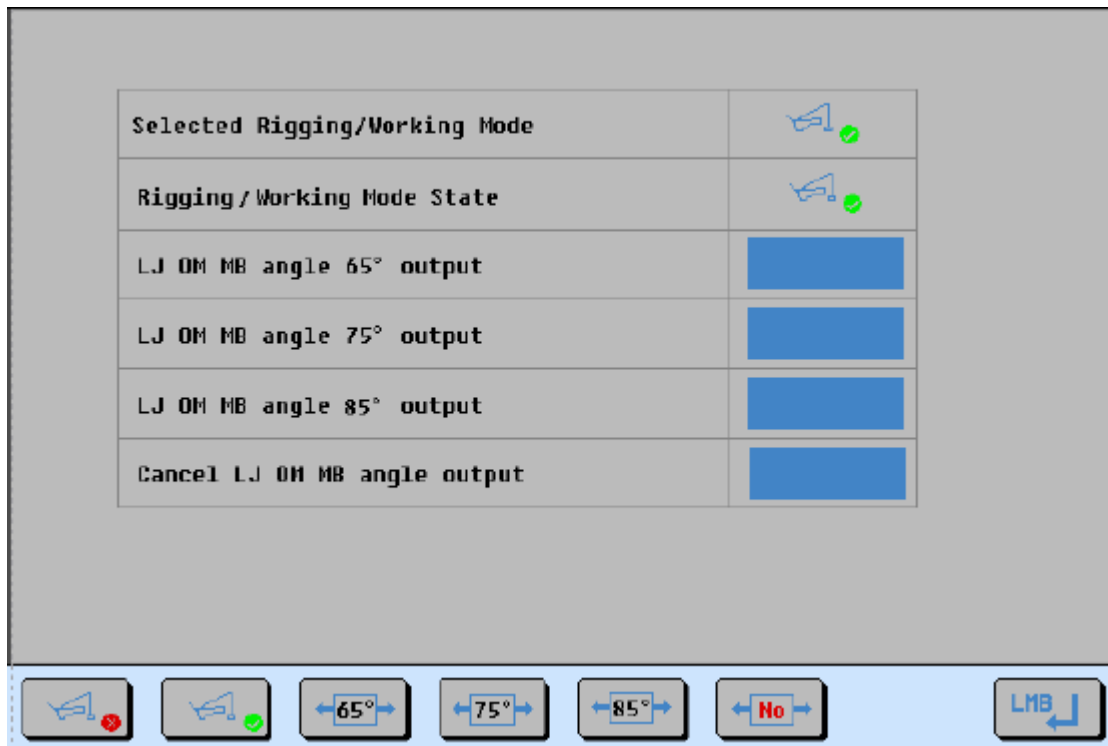 Selected Rigging/Working Mode
Rigging/Working Mode State
LJ OM MB angle 65° output
LJ OM MB angle 75° output
LJ OM MB angle 85° output
Cancel LJ OM MB angle output
65° 75° 85° No LMB